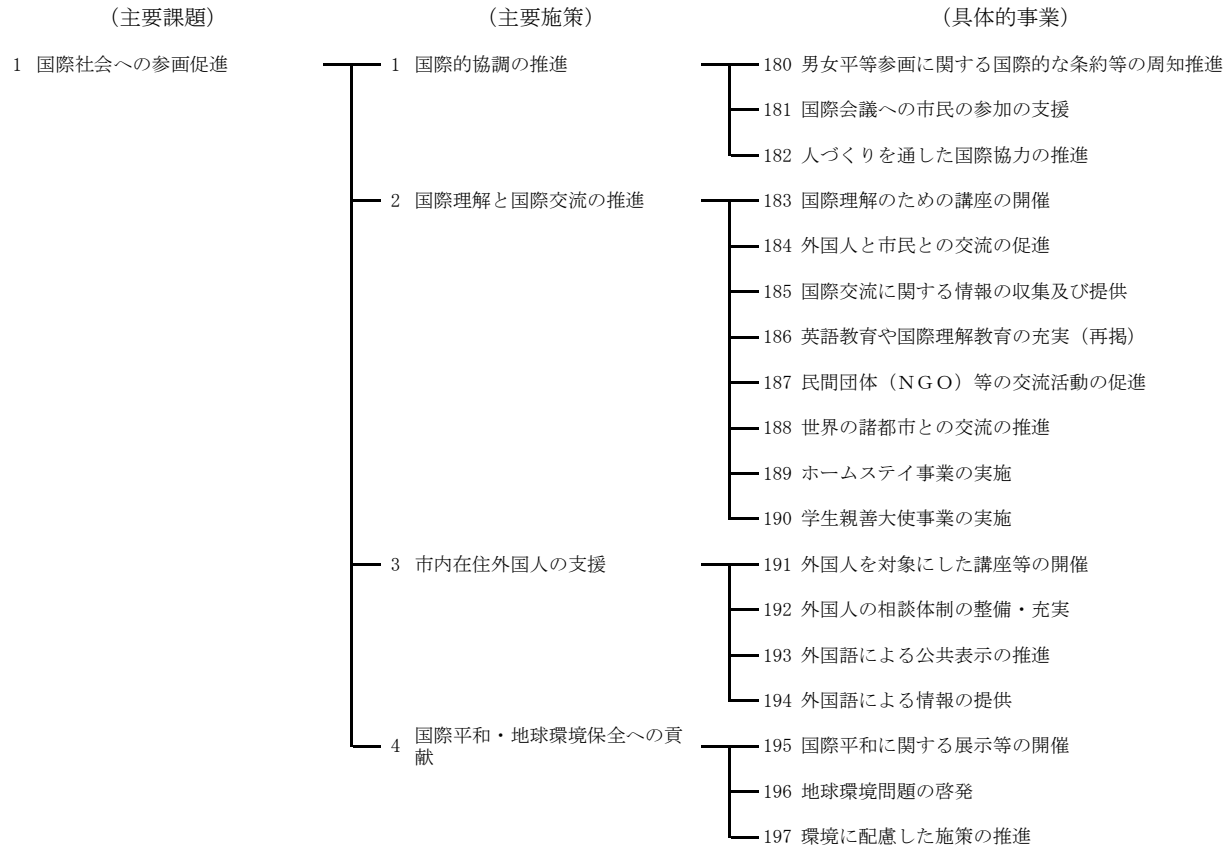 (主要課題) (主要施策) (具体的事業)
1 国際社会への参画促進 1 国際的協調の推進 180 男女平等参画に関する国際的な条約等の周知推進
181 国際会議への市民の参加の支援
182 人づくりを通した国際協力の推進
2 国際理解と国際交流の推進 183 国際理解のための講座の開催
184 外国人と市民との交流の促進
185 国際交流に関する情報の収集及び提供
186 英語教育や国際理解教育の充実(再掲)
187 民間団体(NGO)等の交流活動の促進
188 世界の諸都市との交流の推進
189 ホームステイ事業の実施
190 学生親善大使事業の実施
3 市内在住外国人の支援 191 外国人を対象にした講座等の開催
192 外国人の相談体制の整備・充実
193 外国語による公共表示の推進
194 外国語による情報の提供
4 国際平和・地球環境保全への貢
献
195 国際平和に関する展示等の開催
196 地球環境問題の啓発
197 環境に配慮した施策の推進